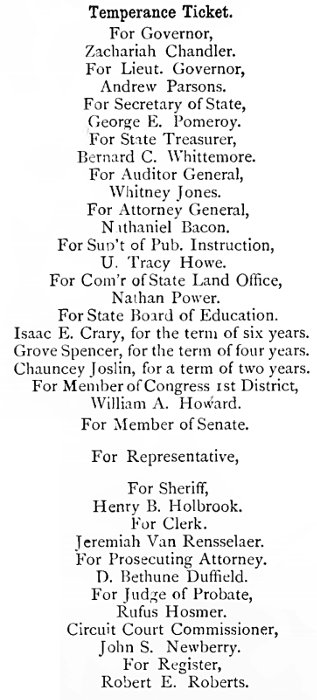 Temperance Ticket.
For Governor,
Zachariah Chandler.
For Lieut. Governor,
Andrew Parsons.
For Secretary of State,
George E. Pomeroy.
For State Treasurer,
Bernard C. Whittemore.
For Auditor General,
Whitney Jones.
For Attorney General,
Nathaniel Bacon.
For Sup't of Pub. Instruction,
U. Tracy Howe.
For Com'r of State Land Office,
Nathan Power.
For State Board of Education.
Isaac E. Crary, for the term of six years.
Grove Spencer, for the term of four years.
Chauncey Joslin, for a term of two years.
For Member of Congress 1st District,
William A. Howard.
For Member of Senate.
For Representative,
For Sheriff,
Henry B. Holbrook.
For Clerk.
Jeremiah Van Rensselaer.
For Prosecuting Attorney.
D. Bethune Duffield.
For Judge of Probate,
Rufus Hosmer.
Circuit Court Commissioner,
John S. Newberry.
For Register,
Robert E. Roberts.